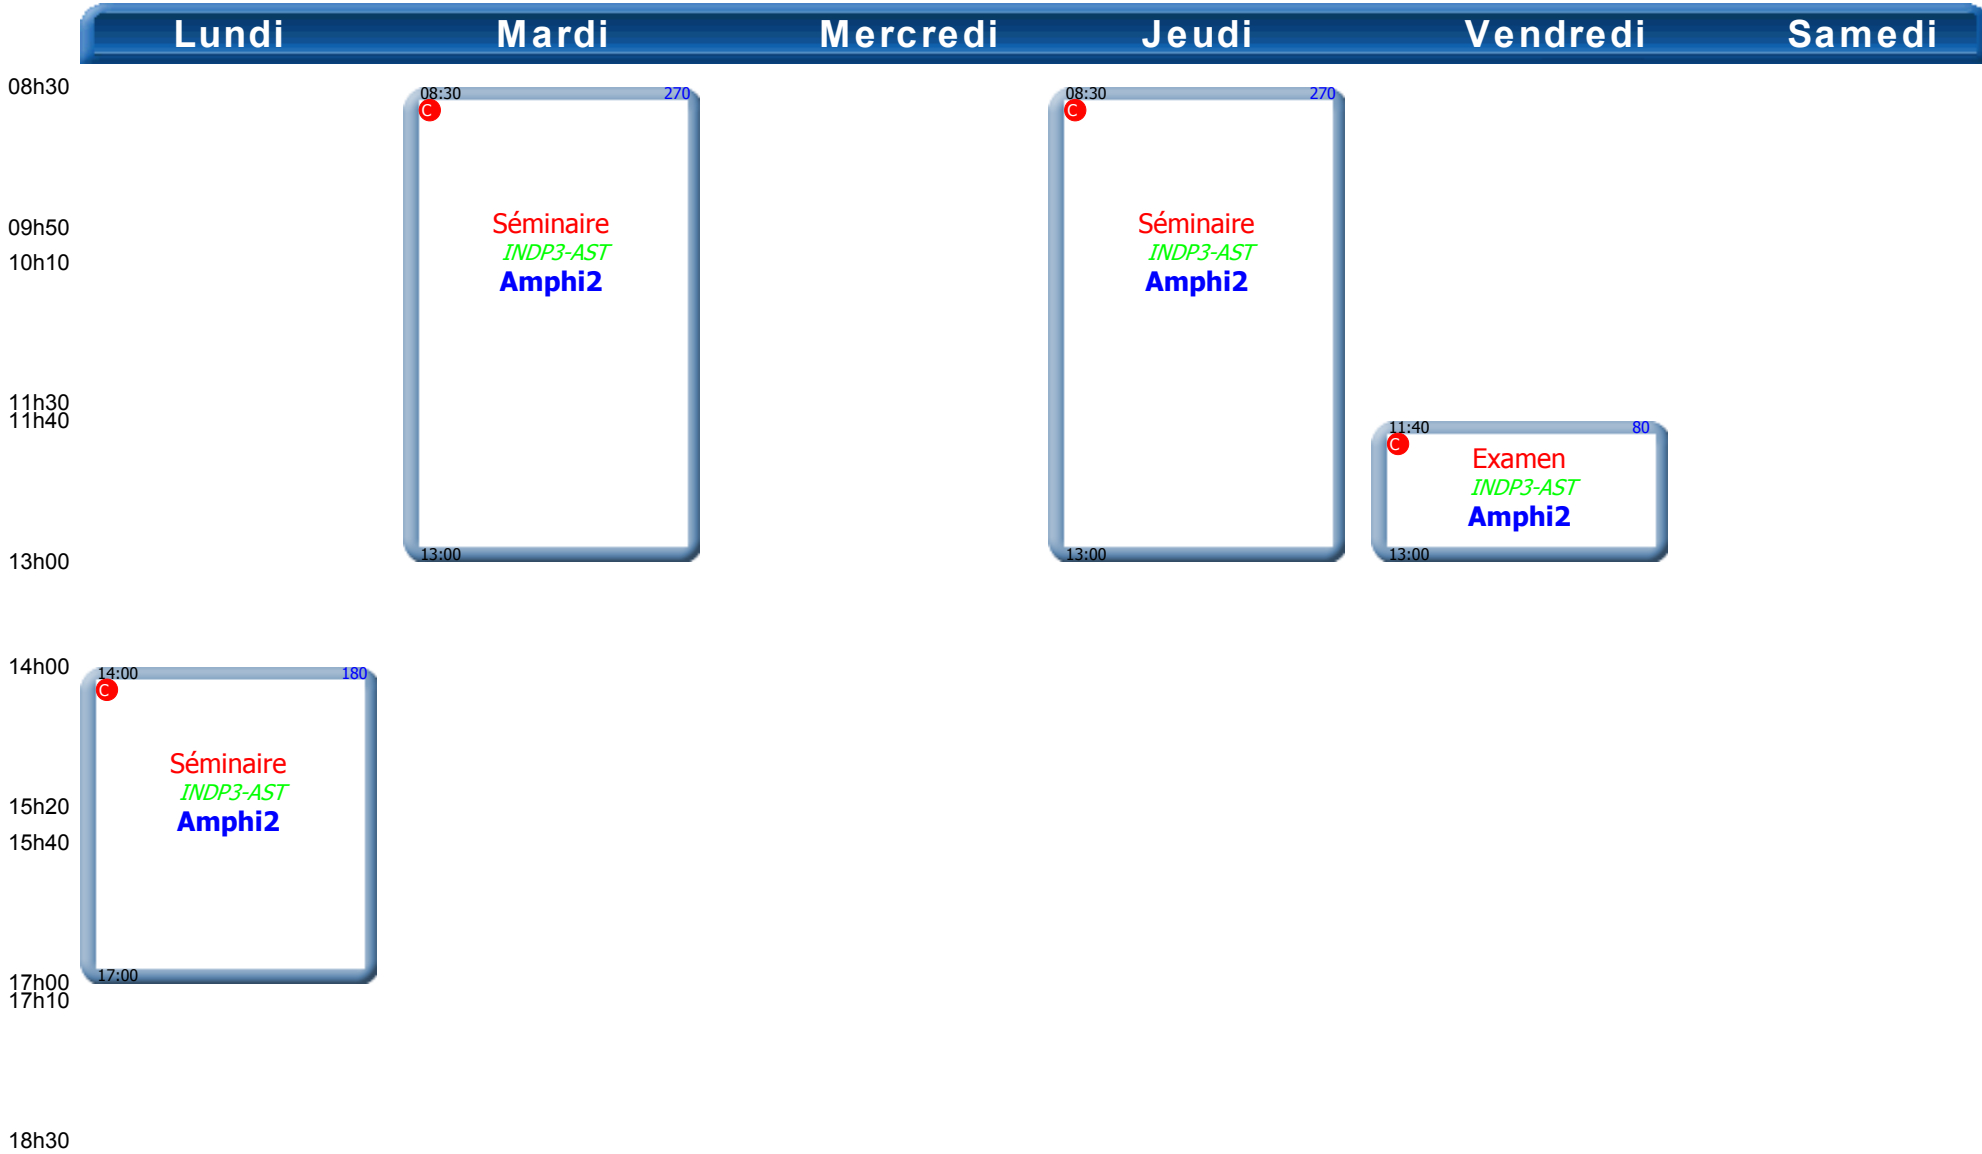 Lundi Mardi Mercredi Jeudi Vendredi Samedi
08h30
09h50
10h10
11h30
11h40
13h00
14h00
15h20
15h40
17h00
17h10
18h30
14:00 180
C
Séminaire
INDP3-AST
Amphi2
17:00
08:30 270
C
Séminaire
INDP3-AST
Amphi2
13:00
08:30 270
C
Séminaire
INDP3-AST
Amphi2
13:00
11:40 80
C
Examen
INDP3-AST
Amphi2
13:00